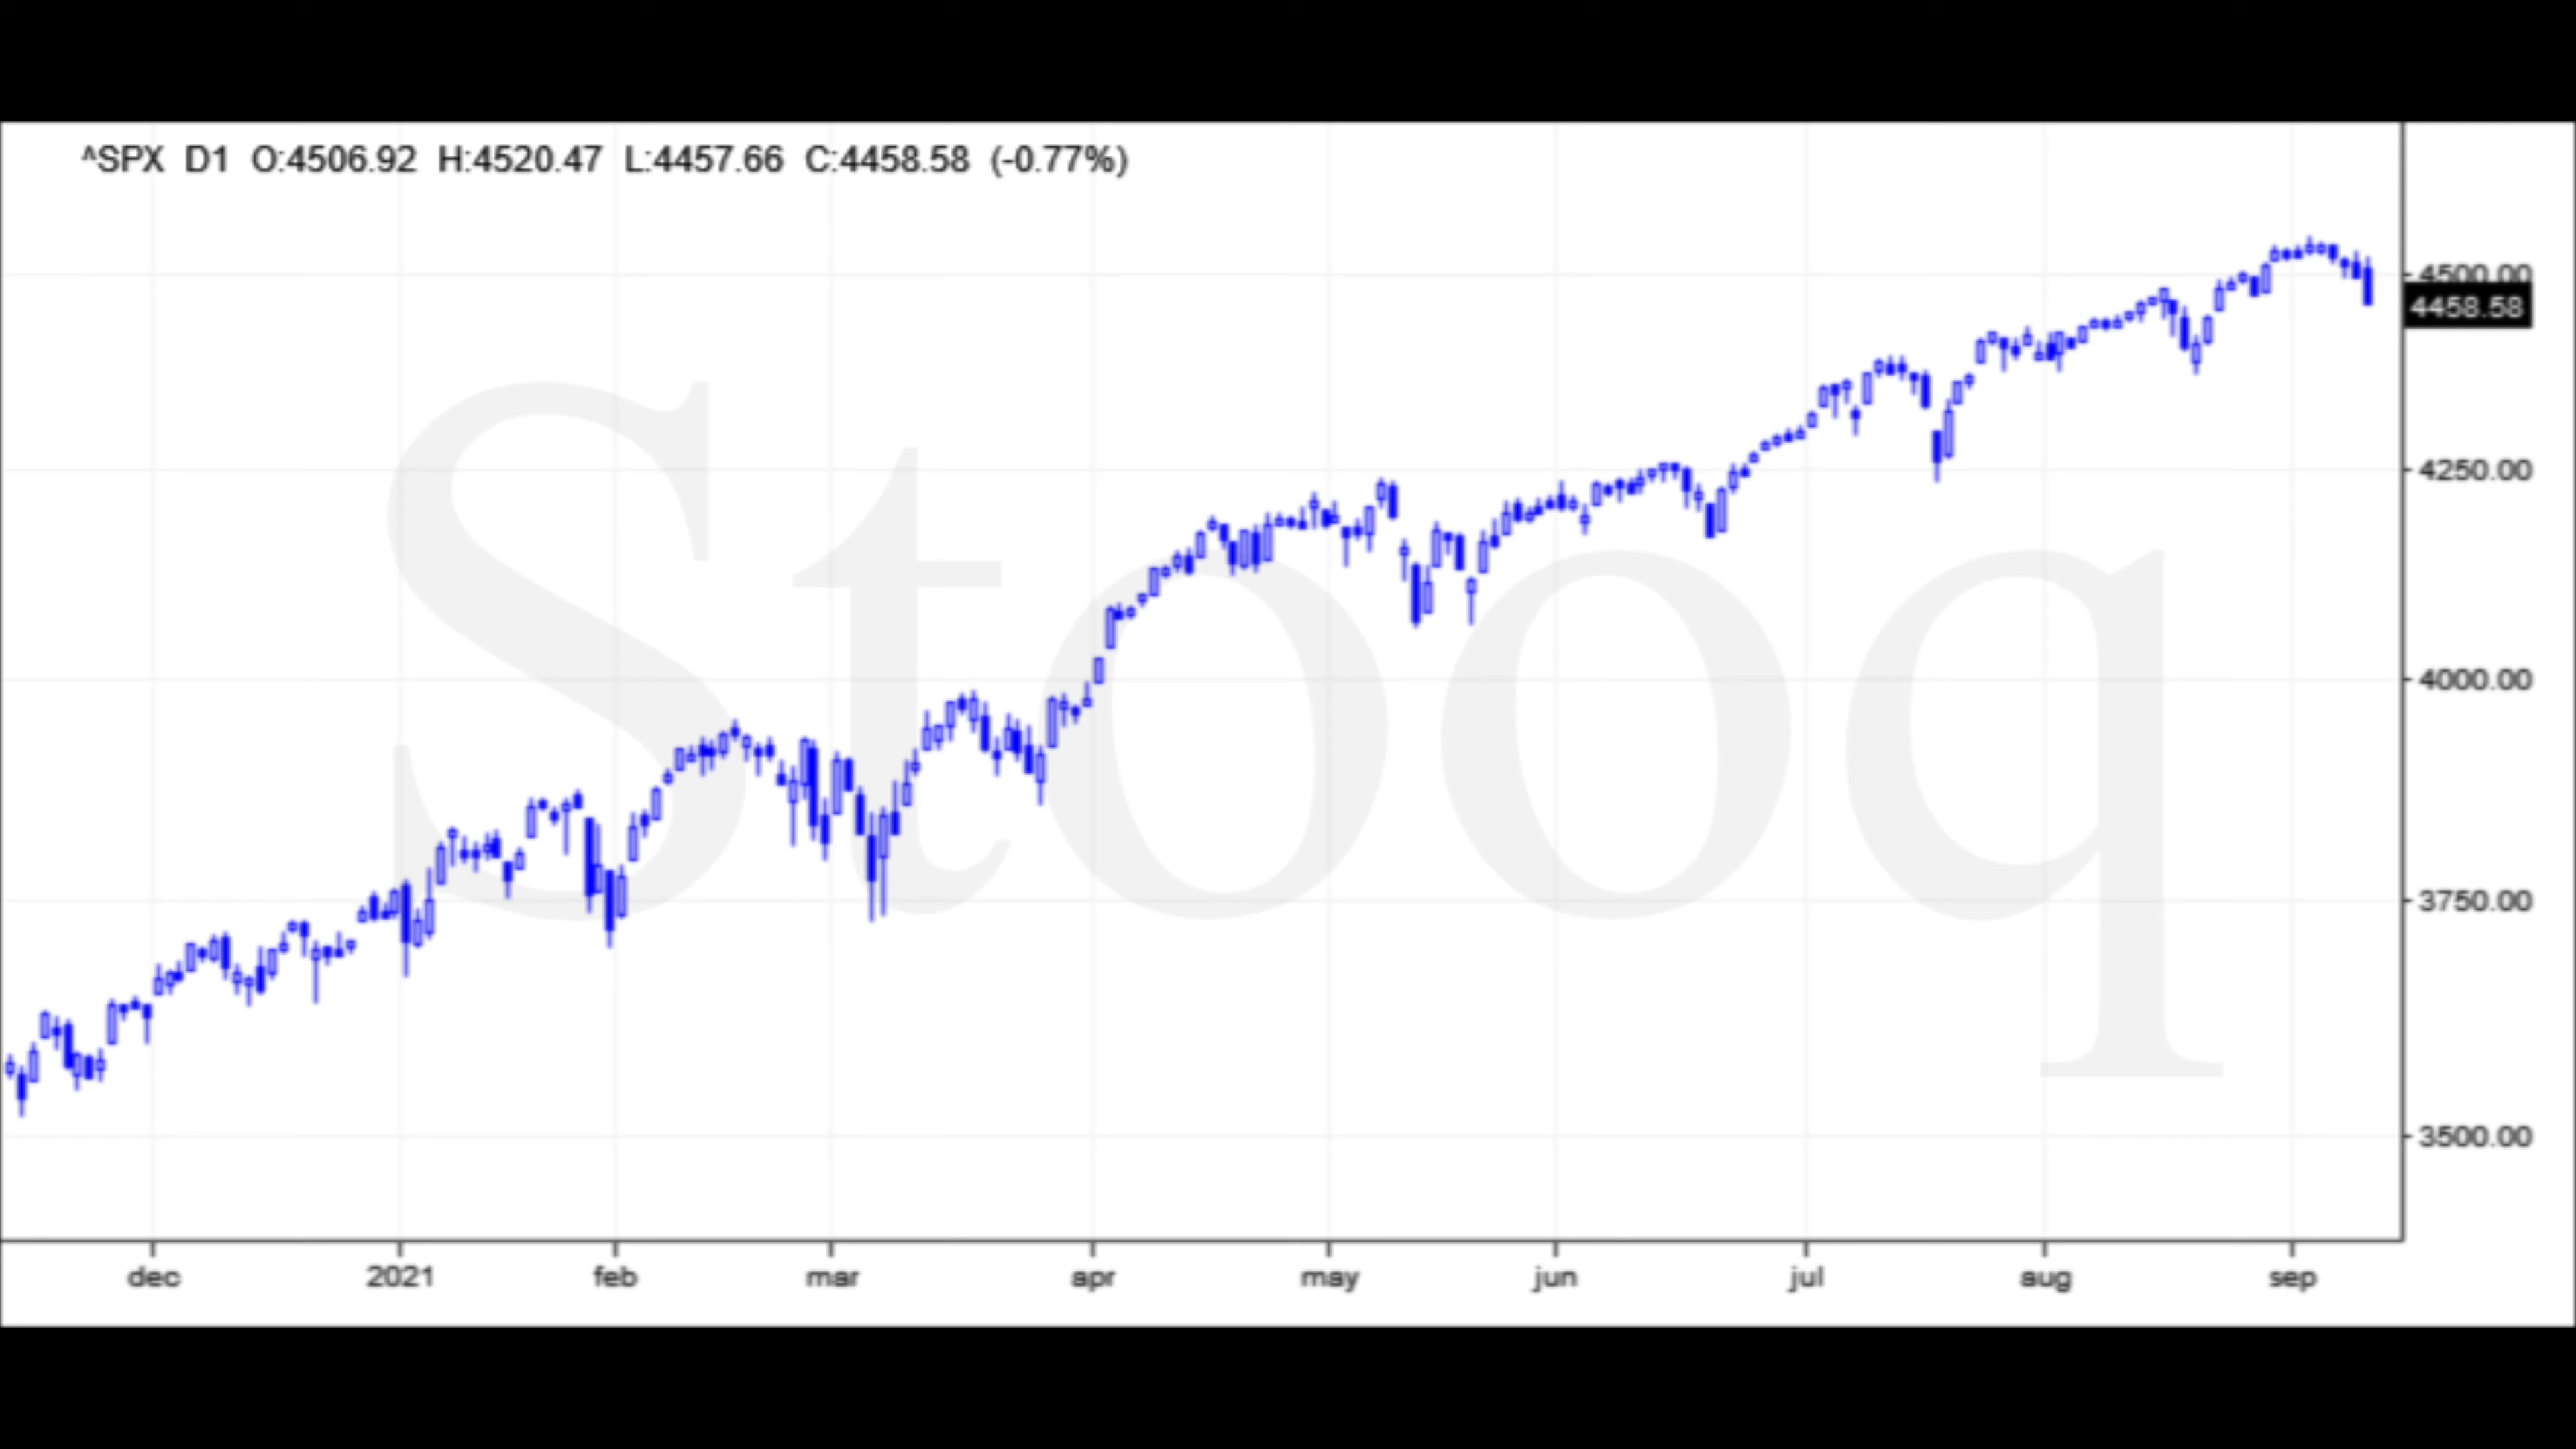 ^SPX D1 O:4506.92 H:4520.47 L:4457.66 C:4458.58 (-0.77%)
4500.00
4458.58
4250.00
Stooq
4000.00
3750.00
3500.00
dec 2021 feb mar apr may jun jul aug sep